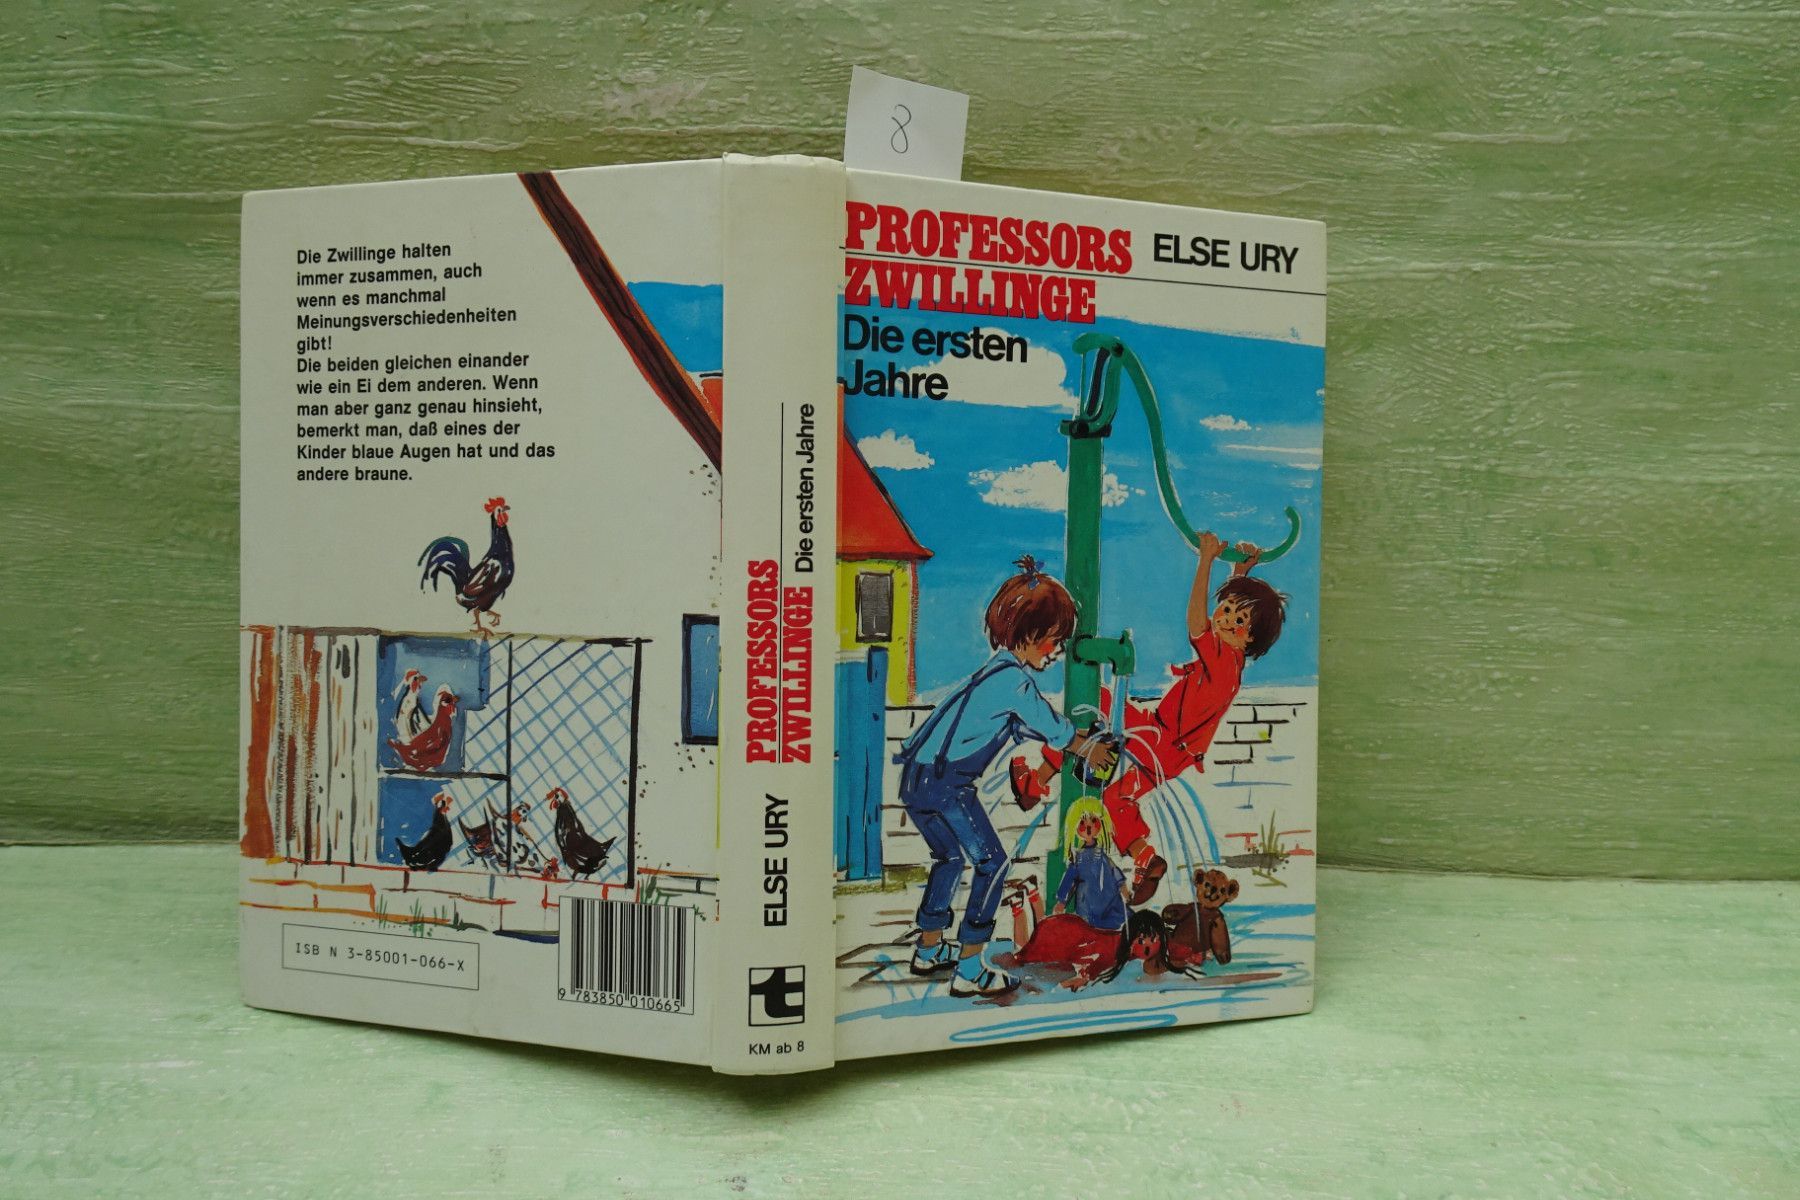 8
Die Zwillinge halten
immer zusammen, auch
wenn es manchmal
Meinungsverschiedenheiten
gibt!
Die beiden gleichen einander
wie ein Ei dem anderen. Wenn
man aber ganz genau hinsieht,
bemerkt man, daß eines der
Kinder blaue Augen hat und das
andere braune.
ISBN 3-85001-066-X
9 783850 010665
PROFESSORS
ZWILLINGE Die ersten Jahre
ELSE URY
t
KM ab 8
PROFESSORS ELSE URY
ZWILLINGE
Die ersten
Jahre